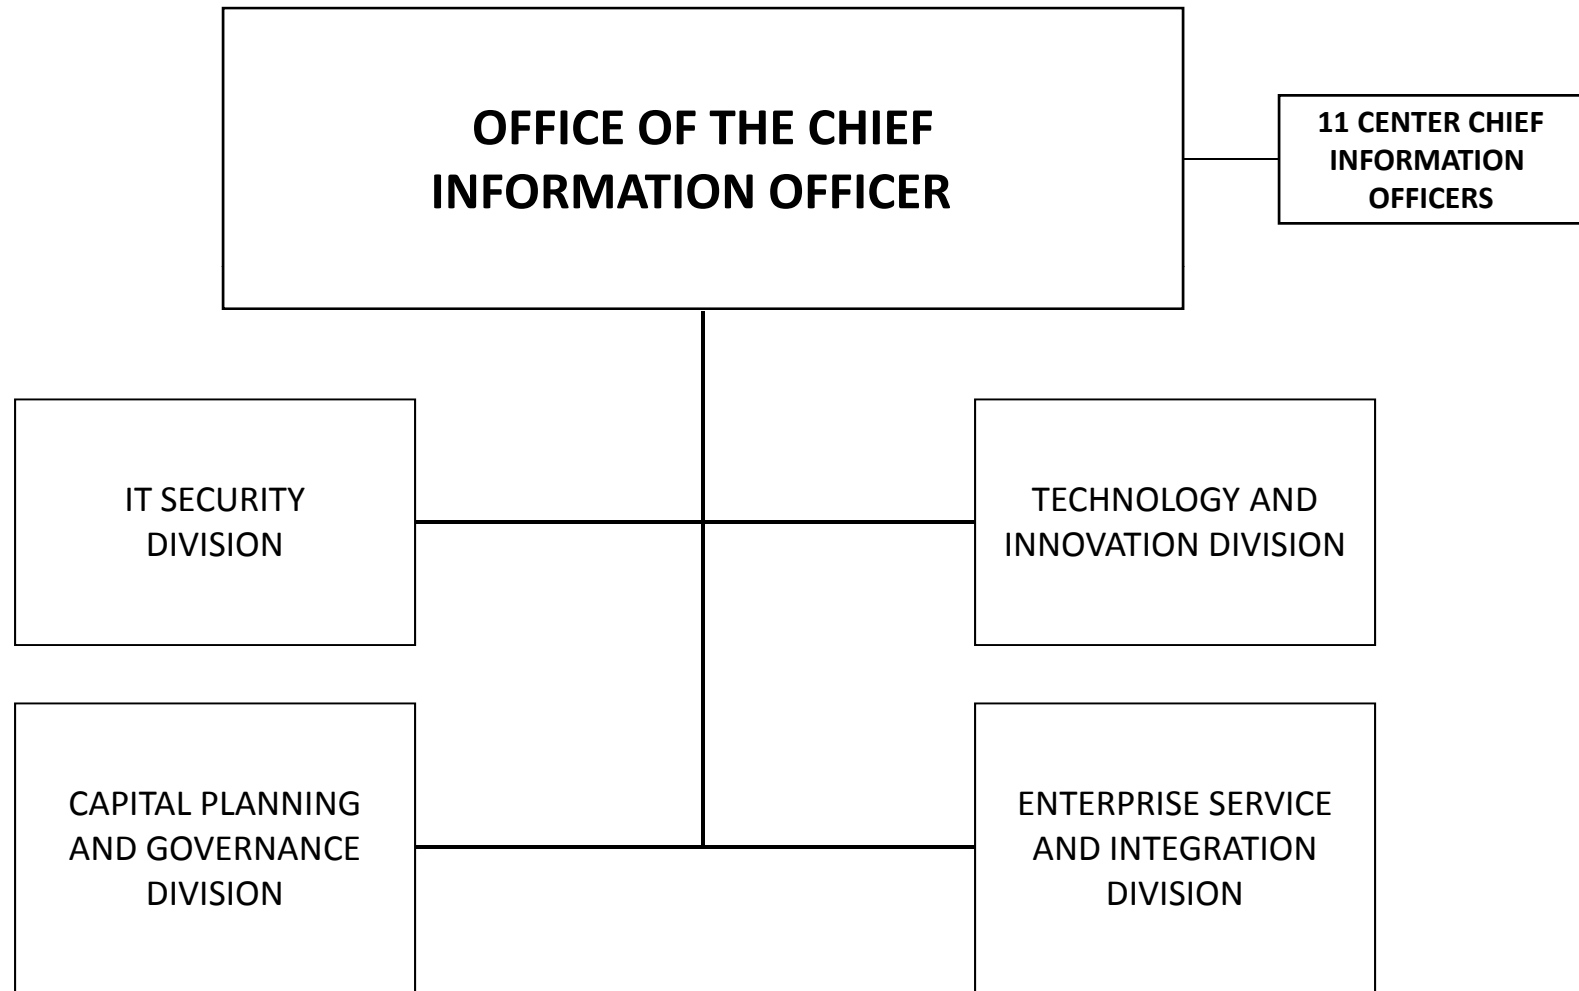 OFFICE OF THE CHIEF
INFORMATION OFFICER
11 CENTER CHIEF
INFORMATION
OFFICERS
IT SECURITY
DIVISION
TECHNOLOGY AND
INNOVATION DIVISION
CAPITAL PLANNING
AND GOVERNANCE
DIVISION
ENTERPRISE SERVICE
AND INTEGRATION
DIVISION